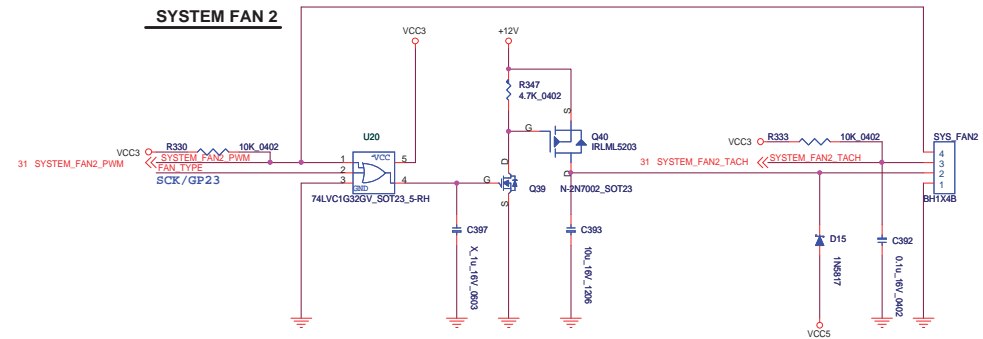 SYSTEM FAN 2
VCC3
+12V
R347
4.7K_0402
S
U20
G
Q40
IRLML5203
VCC3
R330
10K_0402
VCC
VCC3
R333
10K_0402
SYS_FAN2
31 SYSTEM_FAN2_PWM
SYSTEM_FAN2_PWM
1
5
31 SYSTEM_FAN2_TACH
SYSTEM_FAN2_TACH
4
3
2
1
FAN_TYPE
2
SCK/GP23
3
GND
4
D
D
G
Q39
N-2N7002_SOT23
S
74LVC1G32GV_SOT23_5-RH
BH1X4B
C397
X_1u_16V_0603
C393
10u_16V_1206
D15
1N5817
C392
0.1u_16V_0402
VCC5